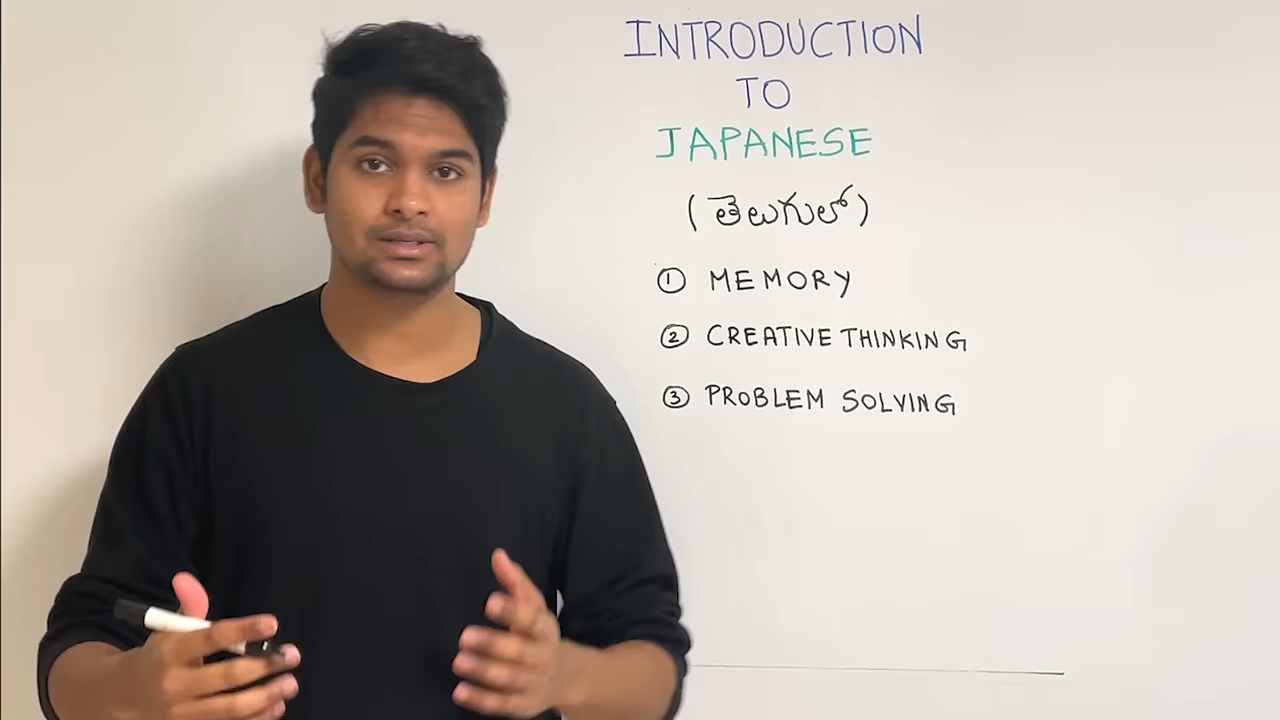 INTRODUCTION
TO
JAPANESE
(తెలుగులో)
① MEMORY
② CREATIVE THINKING
③ PROBLEM SOLVING